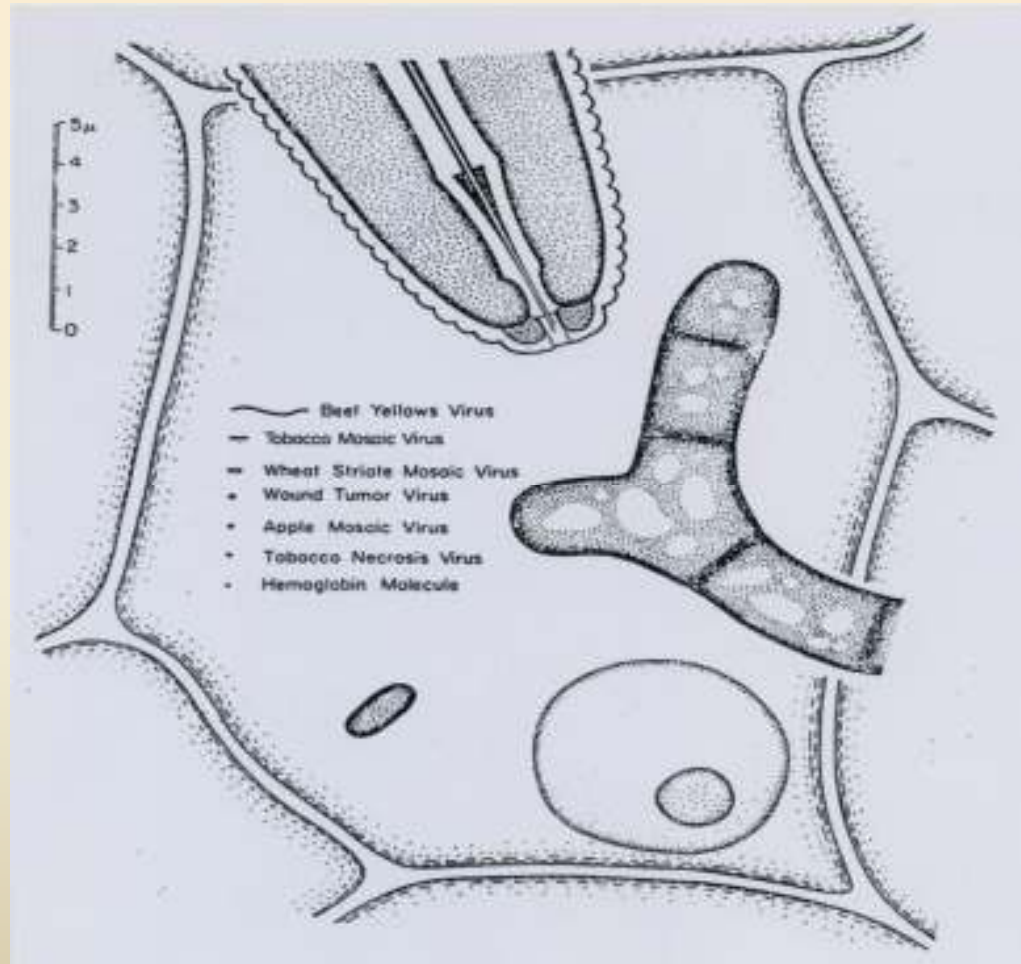 5μ
4
3
2
1
0
Beet Yellows Virus
Tobacco Mosaic Virus
Wheat Striate Mosaic Virus
Wound Tumor Virus
Apple Mosaic Virus
Tobacco Necrosis Virus
Hemoglobin Molecule